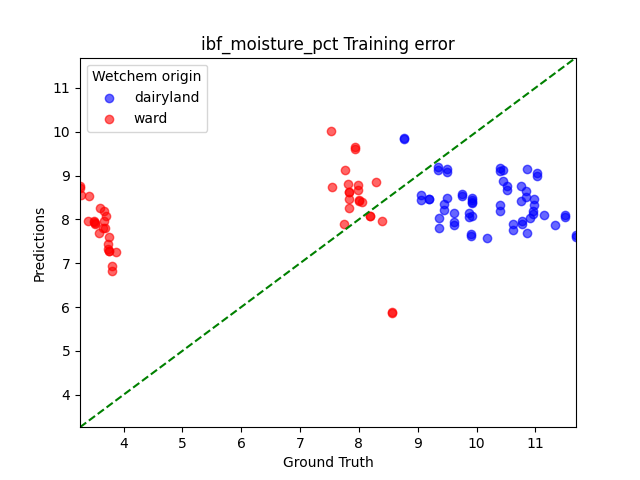 ibf_moisture_pct Training error
Wetchem origin
dairyland
ward
11
10
9
8
7
6
5
4
Predictions
4 5 6 7 8 9 10 11
Ground Truth